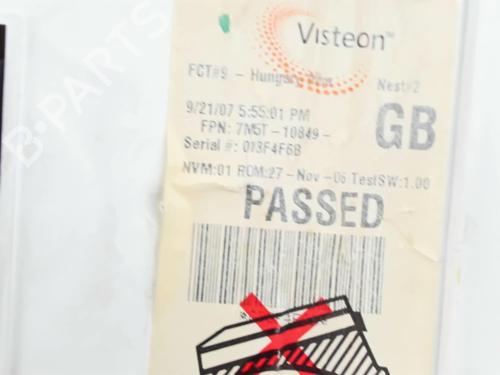 Visteon™
FCT#9 - Hungary
Nest#2
9/21/07 5:55:01 PM
FPN: 7M5T-10849-
GB
Serial #: 013F4F6B
NVM:01 ROM:27-Nov-06 TestSW:1.00
PASSED
B-PARTS